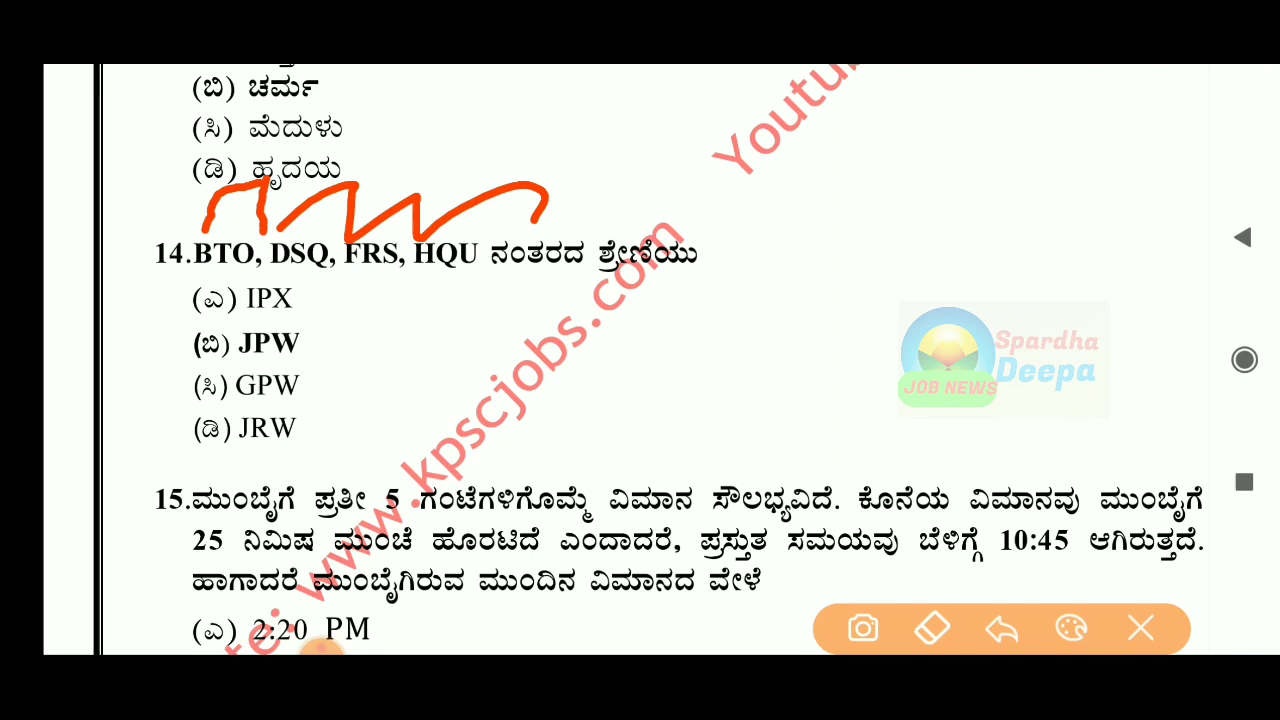 (ಬಿ) ಚರ್ಮ
(ಸಿ) ಮೆದುಳು
(ಡಿ) ಹೃದಯ
14.BTO, DSQ, FRS, HQU ನಂತರದ ಶ್ರೇಣಿಯು
(ಎ) IPX
(ಬಿ) JPW
(ಸಿ) GPW
(ಡಿ) JRW
15.ಮುಂಬೈಗೆ ಪ್ರತೀ 5 ಗಂಟೆಗಳಿಗೊಮ್ಮೆ ವಿಮಾನ ಸೌಲಭ್ಯವಿದೆ. ಕೊನೆಯ ವಿಮಾನವು ಮುಂಬೈಗೆ
25 ನಿಮಿಷ ಮುಂಚೆ ಹೊರಟಿದೆ ಎಂದಾದರೆ, ಪ್ರಸ್ತುತ ಸಮಯವು ಬೆಳಿಗ್ಗೆ 10:45 ಆಗಿರುತ್ತದೆ.
ಹಾಗಾದರೆ ಮುಂಬೈಗಿರುವ ಮುಂದಿನ ವಿಮಾನದ ವೇಳೆ
(ಎ) 2:20 PM
www.kpscjobs.com
Spardha
Deepa
JOB NEWS